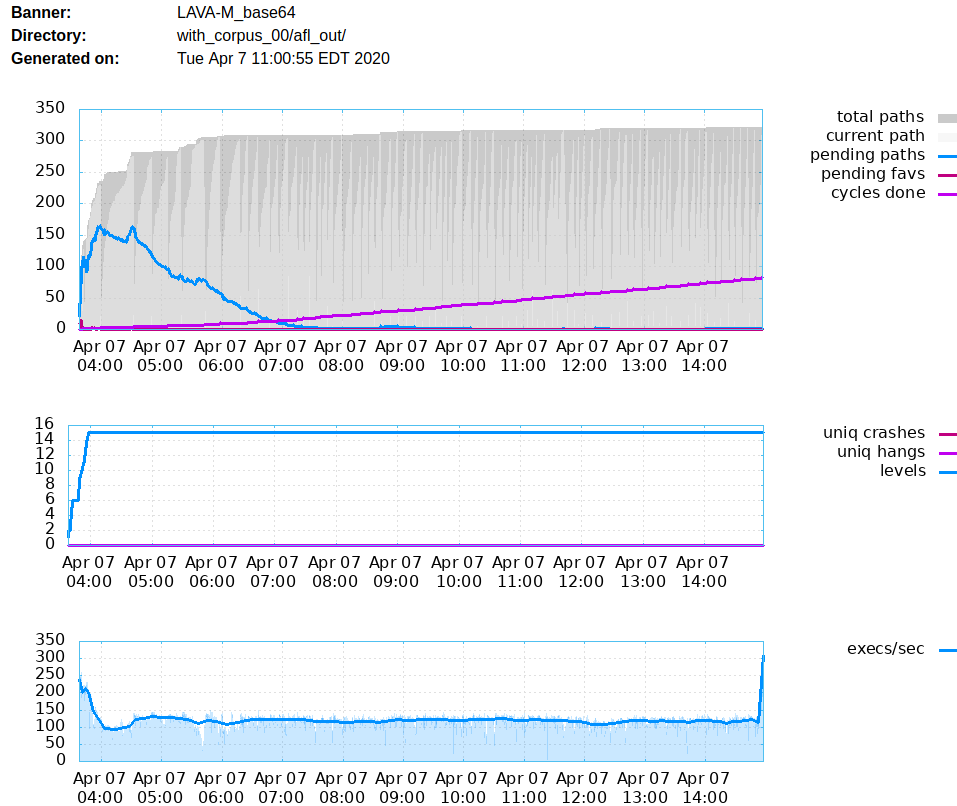 Banner: LAVA-M_base64
Directory: with_corpus_00/afl_out/
Generated on: Tue Apr 7 11:00:55 EDT 2020
350
300
250
200
150
100
50
0
Apr 07 Apr 07 Apr 07 Apr 07 Apr 07 Apr 07 Apr 07 Apr 07 Apr 07 Apr 07 Apr 07
04:00 05:00 06:00 07:00 08:00 09:00 10:00 11:00 12:00 13:00 14:00
total paths
current path
pending paths
pending favs
cycles done
16
14
12
10
8
6
4
2
0
Apr 07 Apr 07 Apr 07 Apr 07 Apr 07 Apr 07 Apr 07 Apr 07 Apr 07 Apr 07 Apr 07
04:00 05:00 06:00 07:00 08:00 09:00 10:00 11:00 12:00 13:00 14:00
uniq crashes
uniq hangs
levels
350
300
250
200
150
100
50
0
Apr 07 Apr 07 Apr 07 Apr 07 Apr 07 Apr 07 Apr 07 Apr 07 Apr 07 Apr 07 Apr 07
04:00 05:00 06:00 07:00 08:00 09:00 10:00 11:00 12:00 13:00 14:00
execs/sec